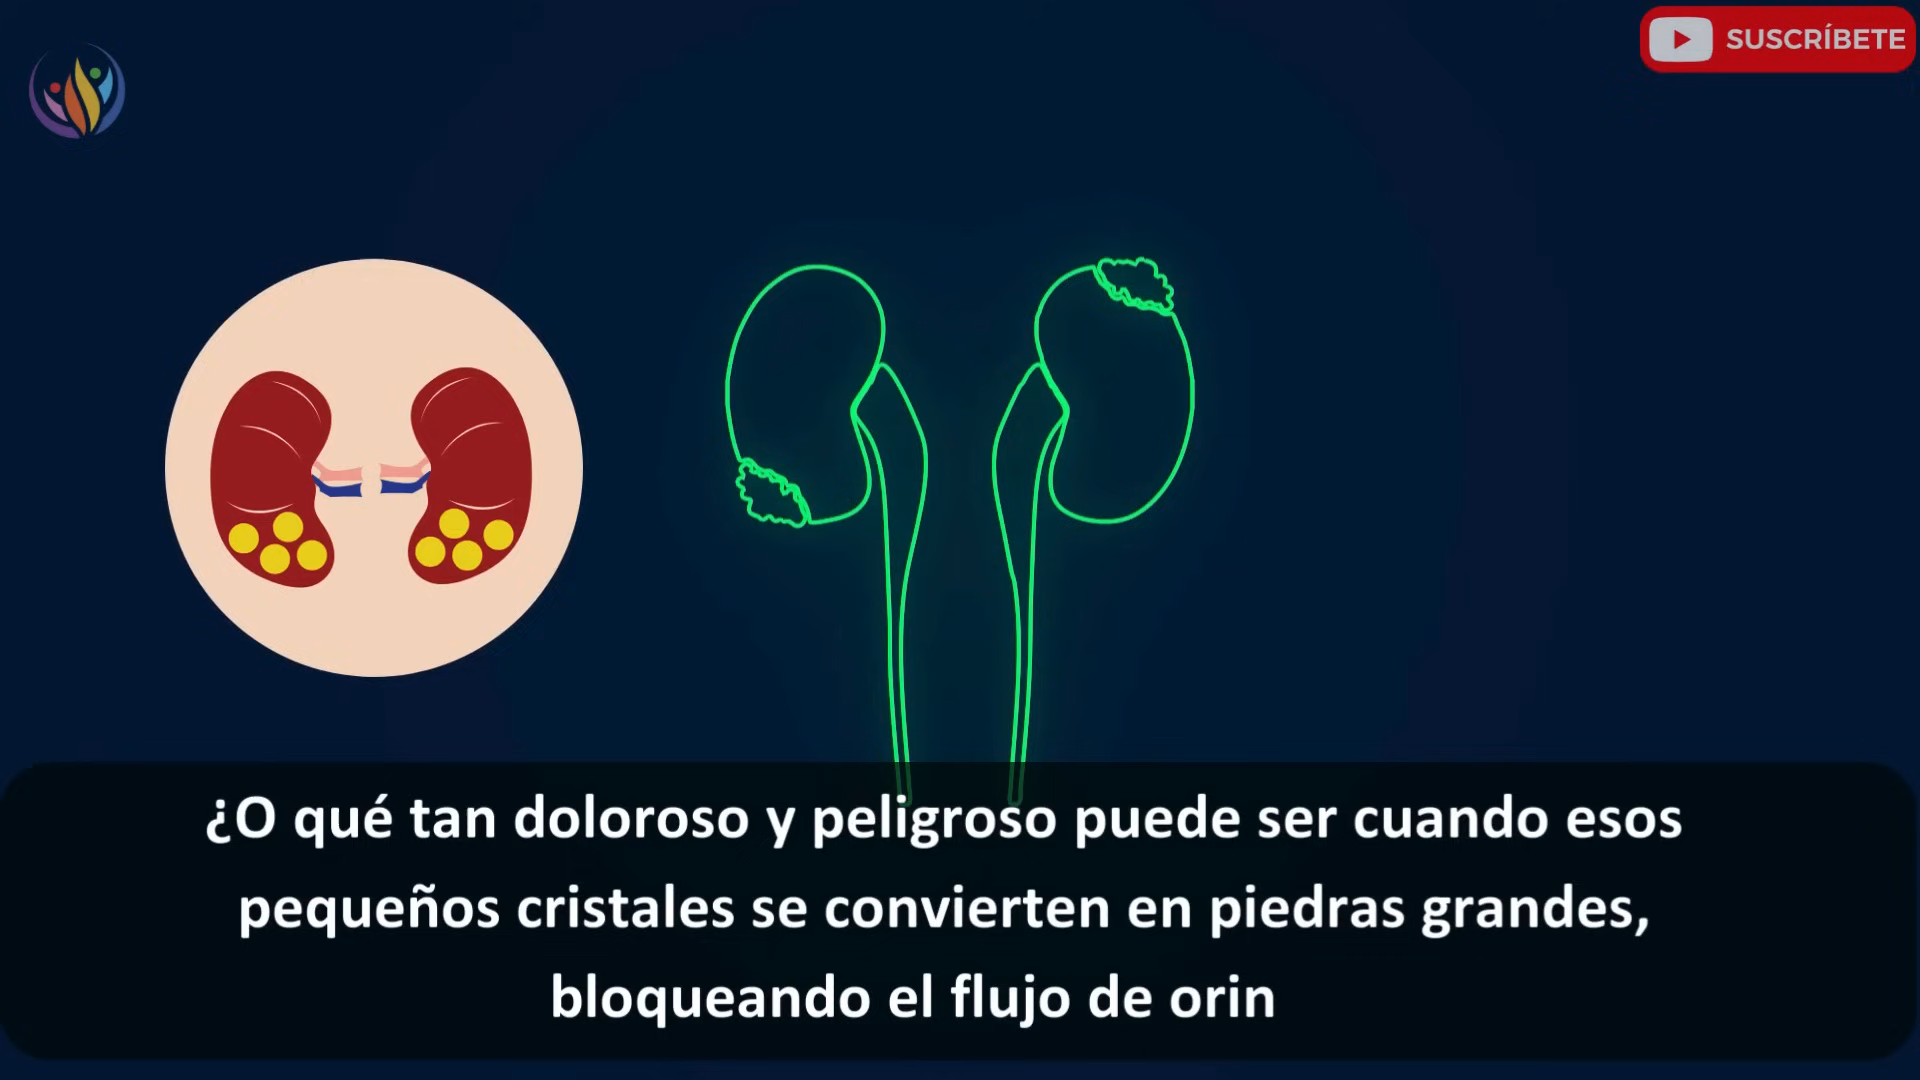 SUSCRÍBETE
¿O qué tan doloroso y peligroso puede ser cuando esos
pequeños cristales se convierten en piedras grandes,
bloqueando el flujo de orin